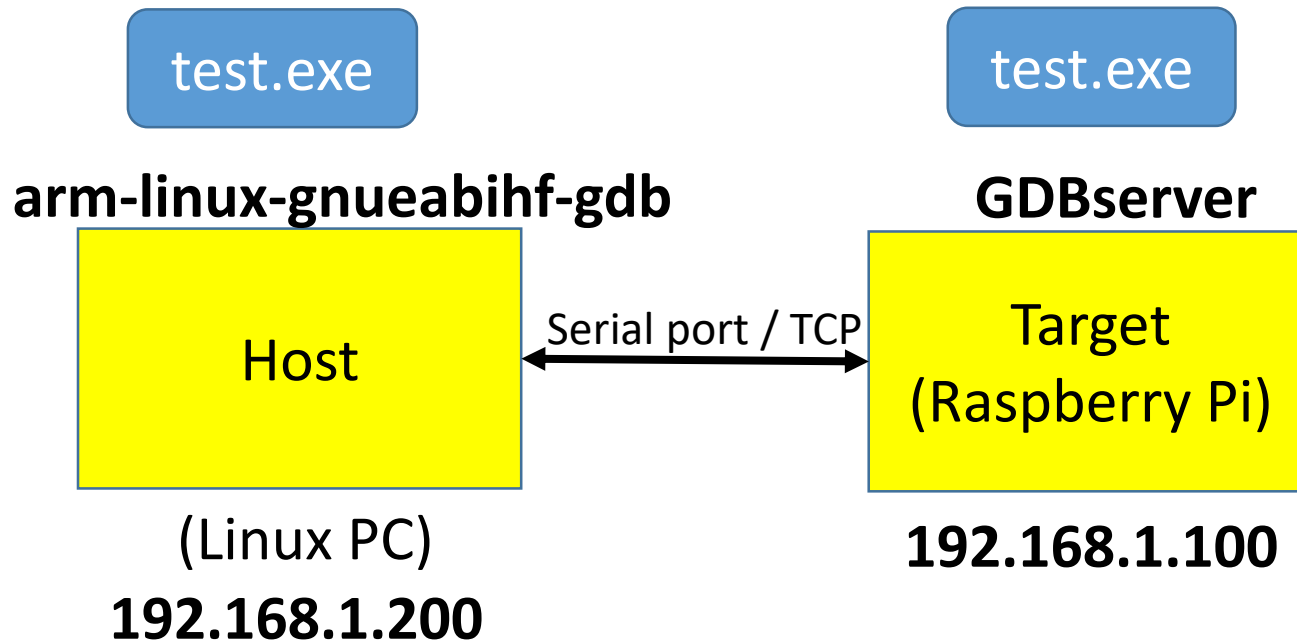 test.exe
test.exe
arm-linux-gnueabihf-gdb
GDBserver
Host
Serial port / TCP
Target
(Raspberry Pi)
(Linux PC)
192.168.1.200
192.168.1.100